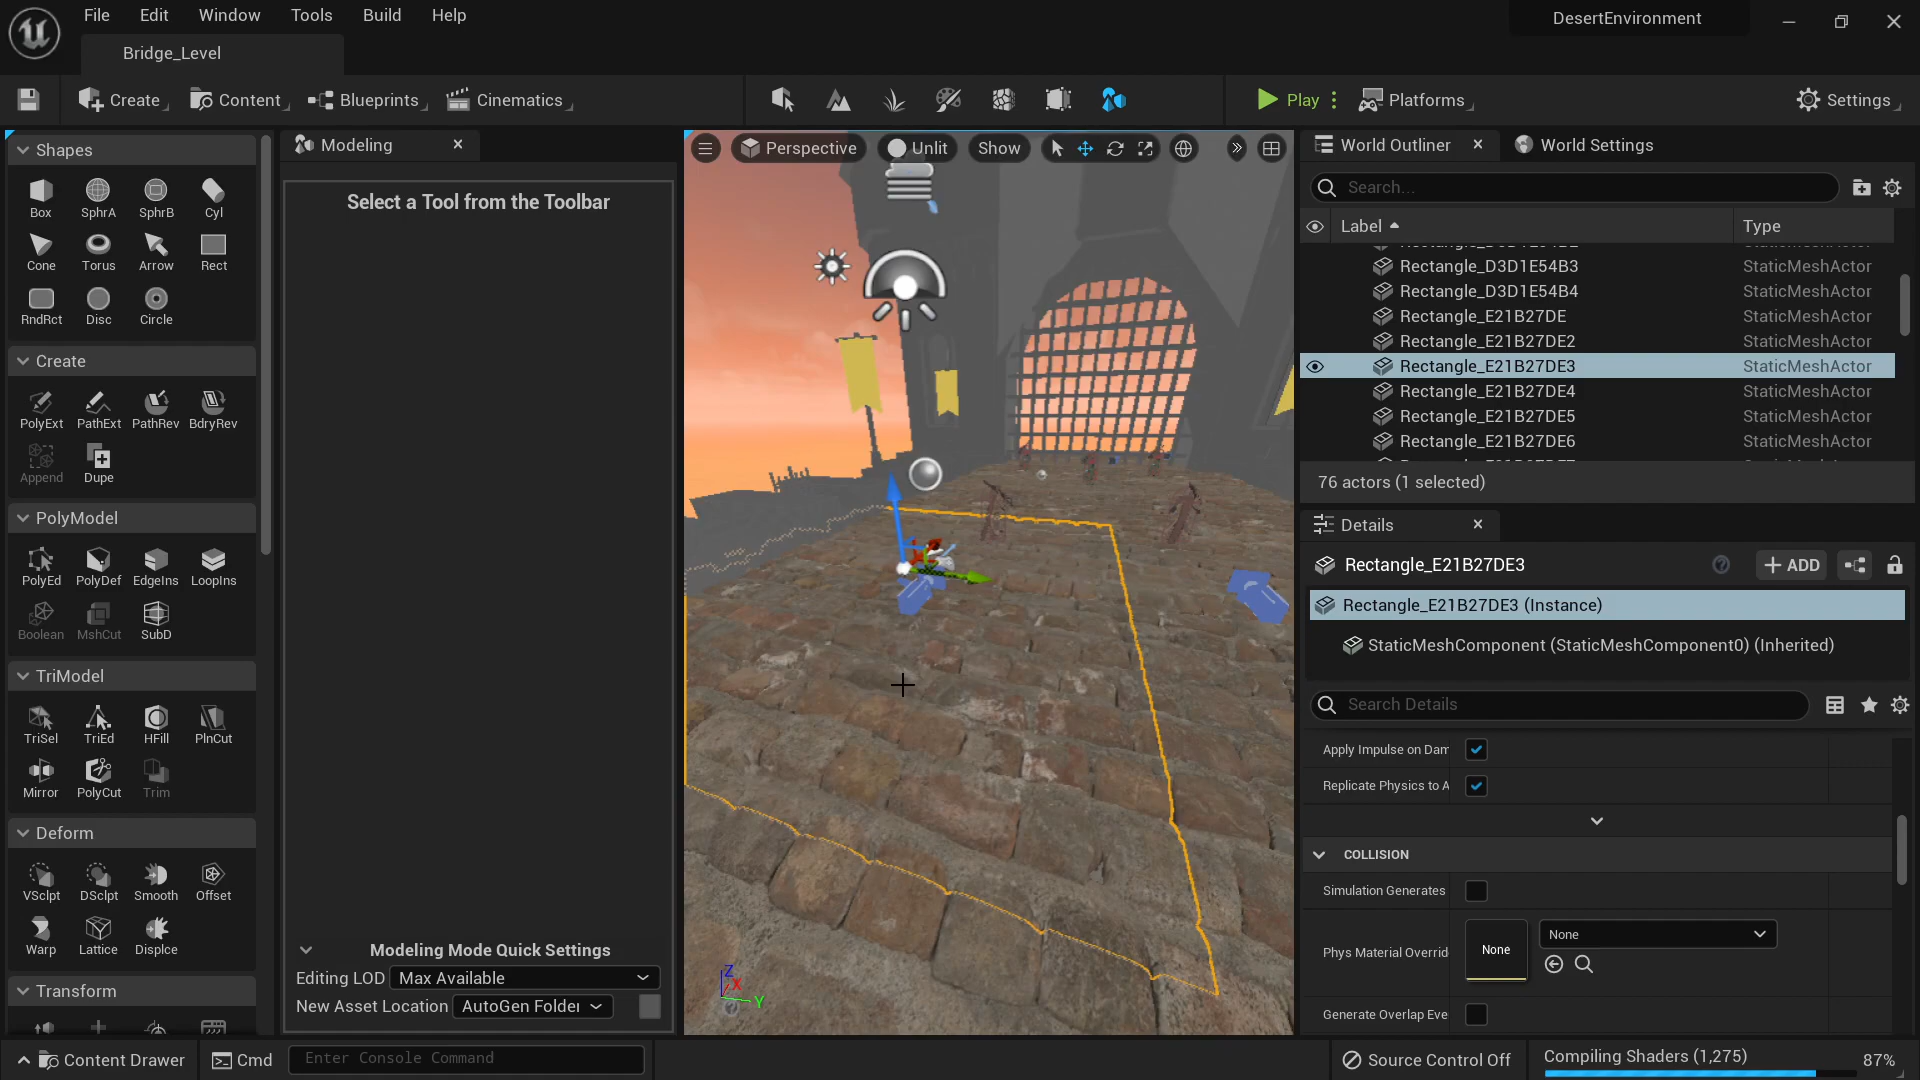 File Edit Window Tools Build Help
DesertEnvironment
Bridge_Level
Create Content Blueprints Cinematics
Play Platforms Settings
Shapes
Box SphrA SphrB Cyl
Cone Torus Arrow Rect
RndRct Disc Circle
Create
PolyExt PathExt PathRev BdryRev
Append Dupe
PolyModel
PolyEd PolyDef EdgeIns LoopIns
Boolean MshCut SubD
TriModel
TriSel TriEd HFill PlnCut
Mirror PolyCut Trim
Deform
VSclpt DSclpt Smooth Offset
Warp Lattice Displce
Transform
Modeling
Select a Tool from the Toolbar
Modeling Mode Quick Settings
Editing LOD Max Available
New Asset Location AutoGen Folder
Perspective Unlit Show
Z
X
Y
World Outliner World Settings
Search...
Label Type
Rectangle_D3D1E54B3 StaticMeshActor
Rectangle_D3D1E54B4 StaticMeshActor
Rectangle_E21B27DE StaticMeshActor
Rectangle_E21B27DE2 StaticMeshActor
Rectangle_E21B27DE3 StaticMeshActor
Rectangle_E21B27DE4 StaticMeshActor
Rectangle_E21B27DE5 StaticMeshActor
Rectangle_E21B27DE6 StaticMeshActor
76 actors (1 selected)
Details
Rectangle_E21B27DE3 + ADD
Rectangle_E21B27DE3 (Instance)
StaticMeshComponent (StaticMeshComponent0) (Inherited)
Search Details
Apply Impulse on Dam
Replicate Physics to A
COLLISION
Simulation Generates
Phys Material Override None None
Generate Overlap Eve
Content Drawer Cmd Enter Console Command
Source Control Off Compiling Shaders (1,275) 87%